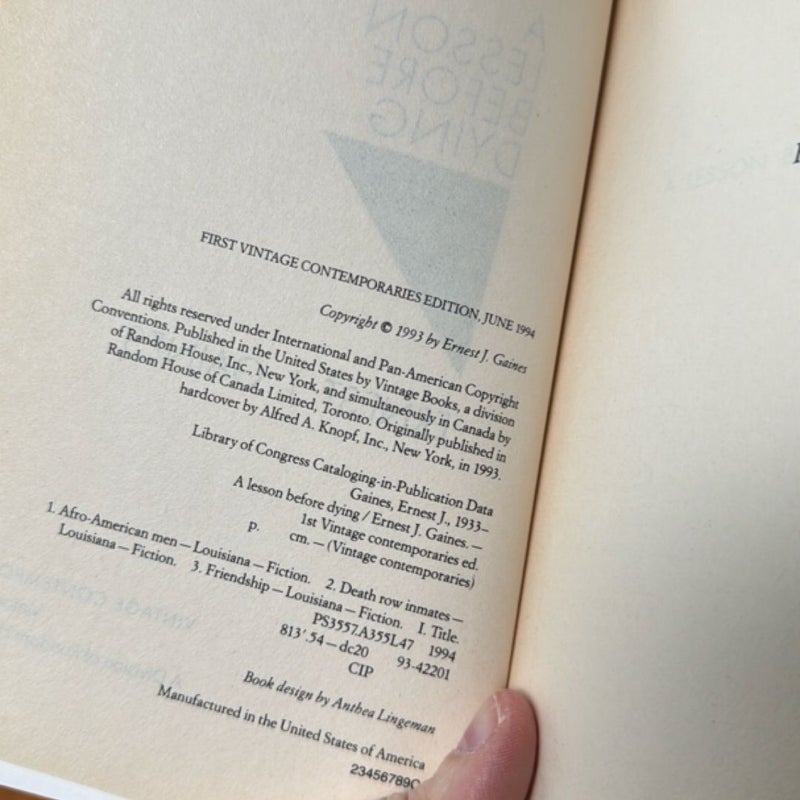 A
LESSON
BEFORE
DYING
FIRST VINTAGE CONTEMPORARIES EDITION, JUNE 1994
Copyright © 1993 by Ernest J. Gaines
All rights reserved under International and Pan-American Copyright
Conventions. Published in the United States by Vintage Books, a division
of Random House, Inc., New York, and simultaneously in Canada by
Random House of Canada Limited, Toronto. Originally published in
hardcover by Alfred A. Knopf, Inc., New York, in 1993.
Library of Congress Cataloging-in-Publication Data
Gaines, Ernest J., 1933–
A lesson before dying / Ernest J. Gaines. —
1st Vintage contemporaries ed.
p. cm. — (Vintage contemporaries)
1. Afro-American men — Louisiana — Fiction. 2. Death row inmates —
Louisiana — Fiction. 3. Friendship — Louisiana — Fiction. I. Title.
PS3557.A355L47 1994
813'.54 — dc20 93-42201
CIP
Book design by Anthea Lingeman
Manufactured in the United States of America
23456789C